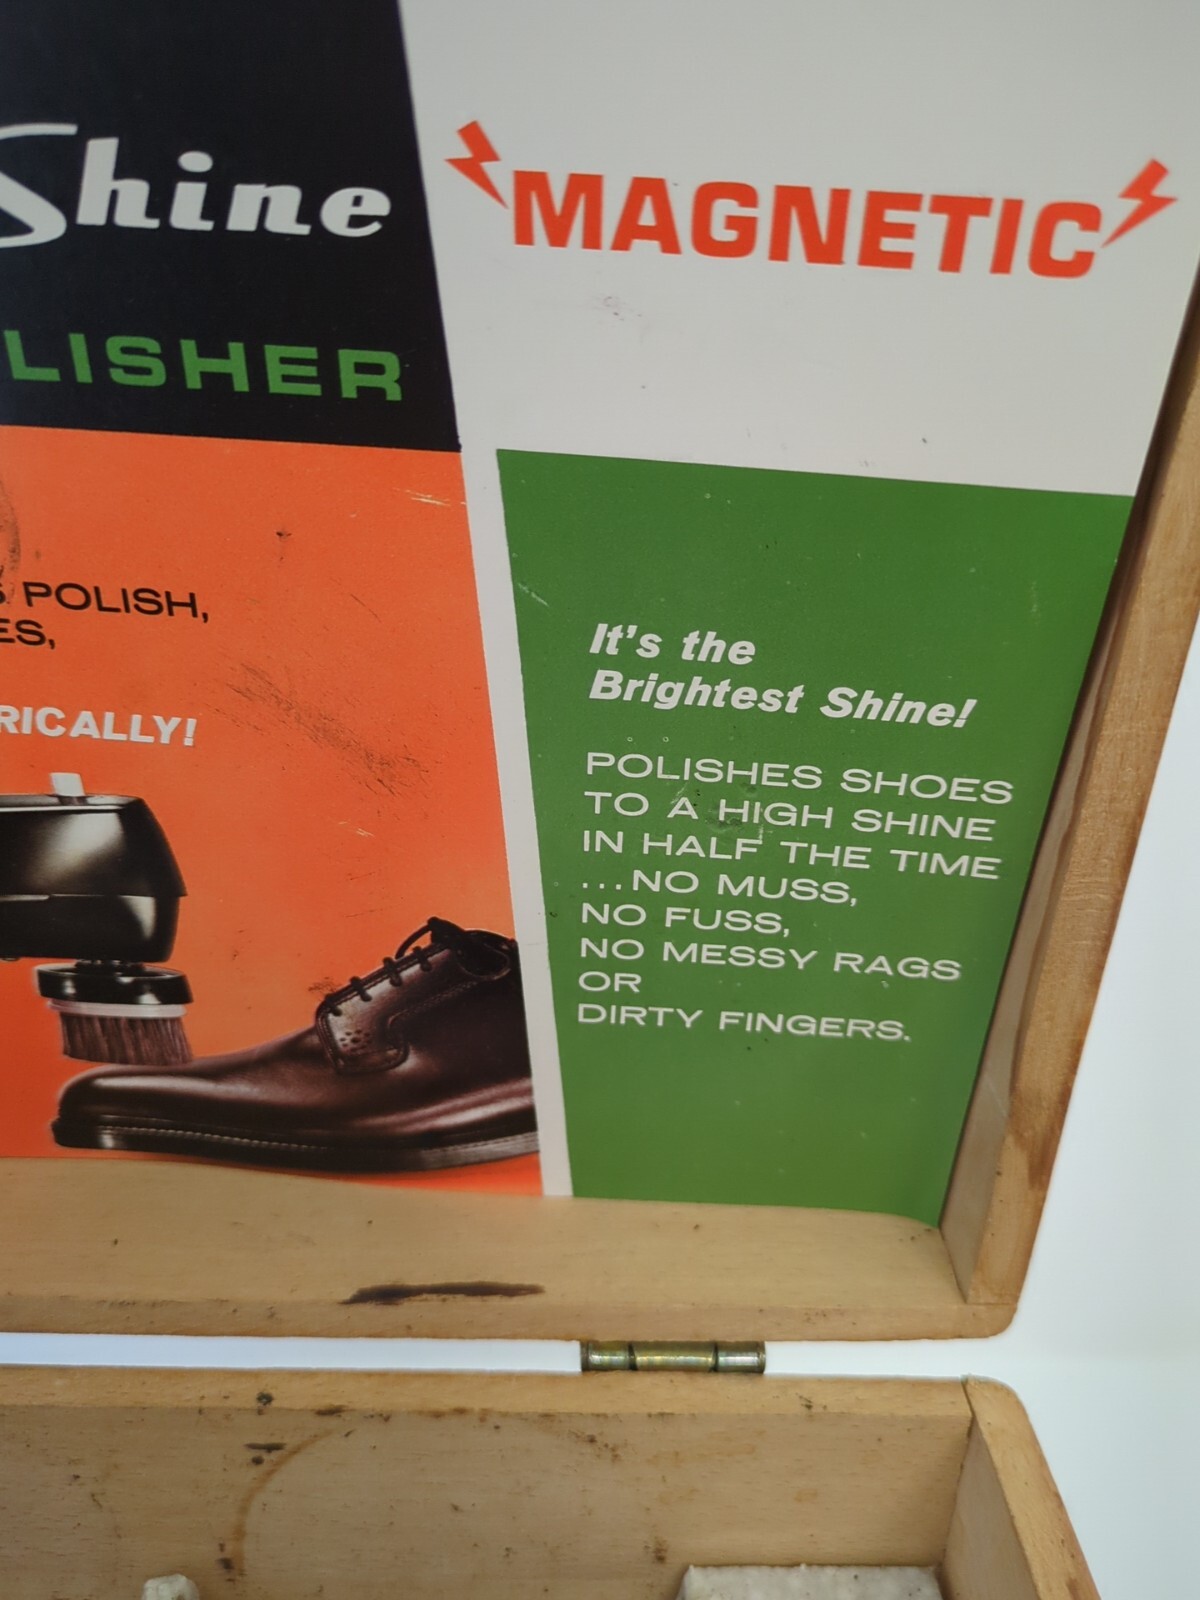 Shine
LISHER
MAGNETIC
POLISH,
ES,
RICALLY!
It's the
Brightest Shine!
POLISHES SHOES
TO A HIGH SHINE
IN HALF THE TIME
...NO MUSS,
NO FUSS,
NO MESSY RAGS
OR
DIRTY FINGERS.